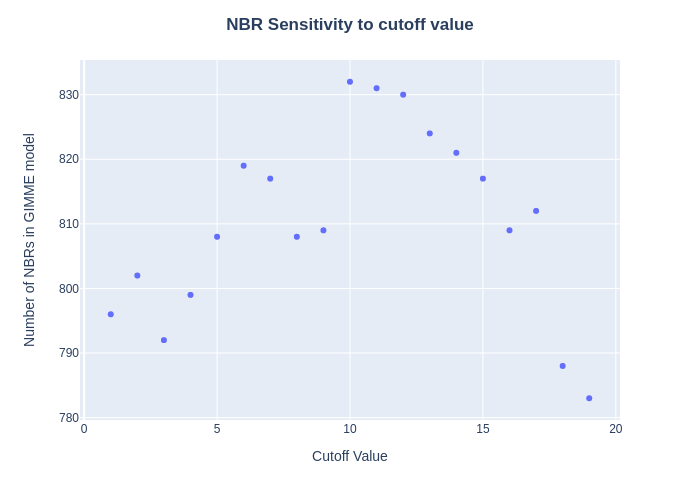 NBR Sensitivity to cutoff value
Number of NBRs in GIMME model
830
820
810
800
790
780
0 5 10 15 20
Cutoff Value